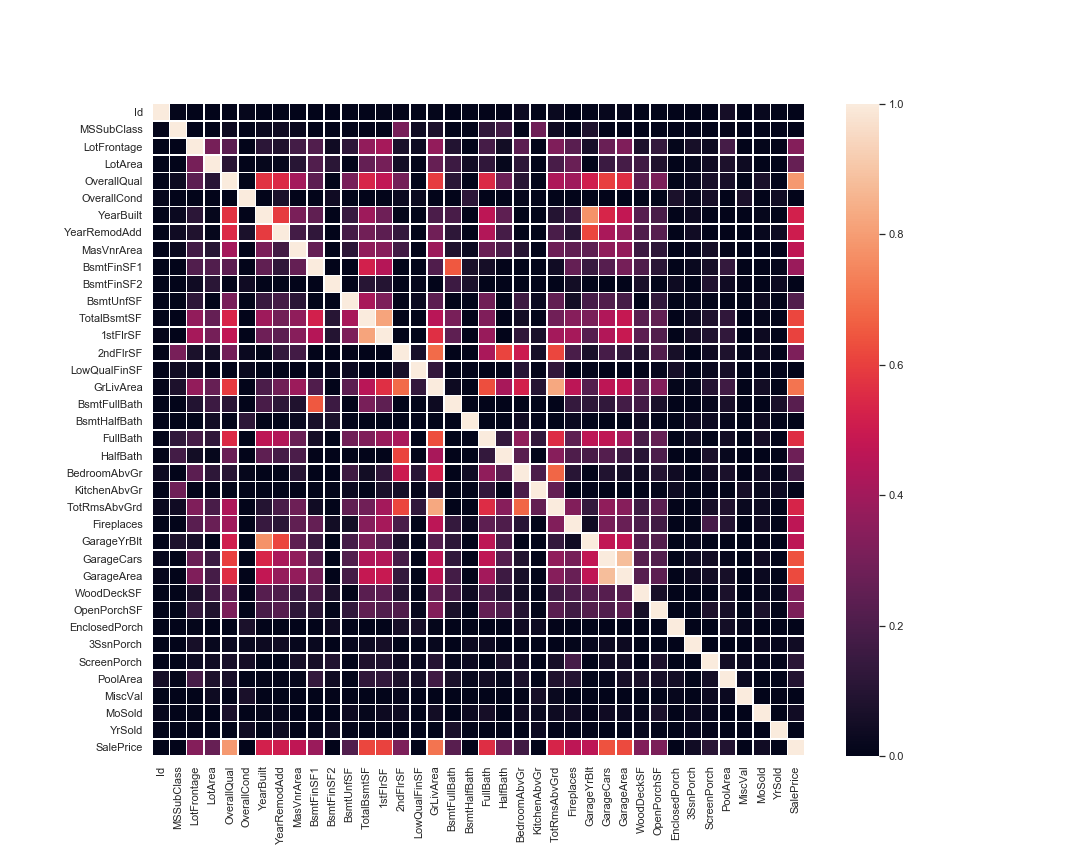 Id
MSSubClass
LotFrontage
LotArea
OverallQual
OverallCond
YearBuilt
YearRemodAdd
MasVnrArea
BsmtFinSF1
BsmtFinSF2
BsmtUnfSF
TotalBsmtSF
1stFlrSF
2ndFlrSF
LowQualFinSF
GrLivArea
BsmtFullBath
BsmtHalfBath
FullBath
HalfBath
BedroomAbvGr
KitchenAbvGr
TotRmsAbvGrd
Fireplaces
GarageYrBlt
GarageCars
GarageArea
WoodDeckSF
OpenPorchSF
EnclosedPorch
3SsnPorch
ScreenPorch
PoolArea
MiscVal
MoSold
YrSold
SalePrice
Id
MSSubClass
LotFrontage
LotArea
OverallQual
OverallCond
YearBuilt
YearRemodAdd
MasVnrArea
BsmtFinSF1
BsmtFinSF2
BsmtUnfSF
TotalBsmtSF
1stFlrSF
2ndFlrSF
LowQualFinSF
GrLivArea
BsmtFullBath
BsmtHalfBath
FullBath
HalfBath
BedroomAbvGr
KitchenAbvGr
TotRmsAbvGrd
Fireplaces
GarageYrBlt
GarageCars
GarageArea
WoodDeckSF
OpenPorchSF
EnclosedPorch
3SsnPorch
ScreenPorch
PoolArea
MiscVal
MoSold
YrSold
SalePrice
1.0
0.8
0.6
0.4
0.2
0.0